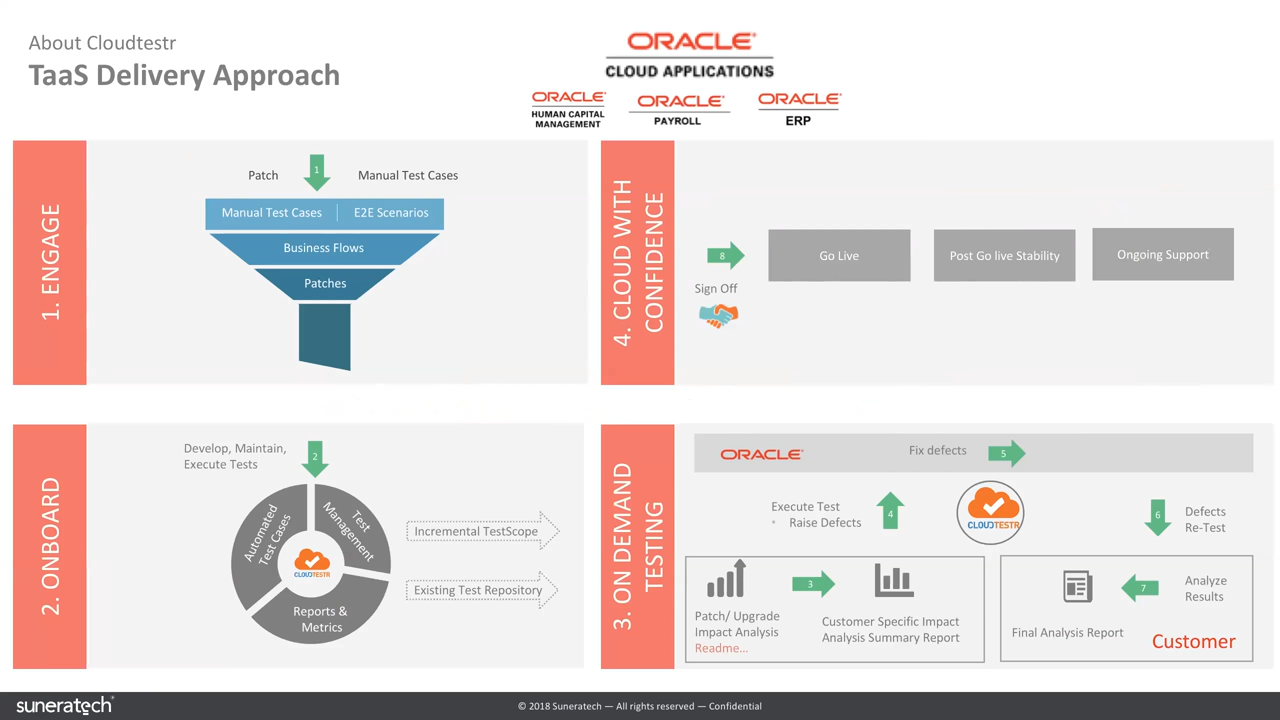 About Cloudtestr
TaaS Delivery Approach
ORACLE®
CLOUD APPLICATIONS
ORACLE®
HUMAN CAPITAL
MANAGEMENT
ORACLE®
PAYROLL
ORACLE®
ERP
1. ENGAGE
Patch
1
Manual Test Cases
Manual Test Cases
E2E Scenarios
Business Flows
Patches
4. CLOUD WITH
CONFIDENCE
8
Sign Off
Go Live
Post Go live Stability
Ongoing Support
2. ONBOARD
Develop, Maintain,
Execute Tests
2
Automated
Test Cases
Test
Management
CLOUDTESTR
Reports &
Metrics
Incremental TestScope
Existing Test Repository
3. ON DEMAND
TESTING
ORACLE®
Fix defects
5
Execute Test
• Raise Defects
4
CLOUDTESTR
6
Defects
Re-Test
3
Patch/ Upgrade
Impact Analysis
Readme...
Customer Specific Impact
Analysis Summary Report
7
Analyze
Results
Final Analysis Report
Customer
suneratech®
© 2018 Suneratech — All rights reserved — Confidential